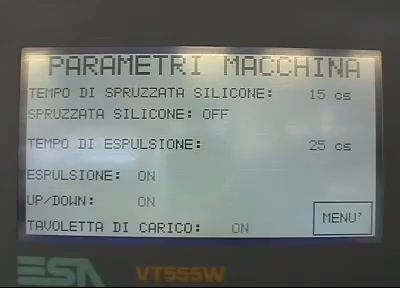 PARAMETRI MACCHINA
TEMPO DI SPRUZZATA SILICONE: 15 cs
SPRUZZATA SILICONE: OFF
TEMPO DI ESPULSIONE: 25 cs
ESPULSIONE: ON
UP/DOWN: ON
TAVOLETTA DI CARICO: ON
MENU'
ESA VT555W